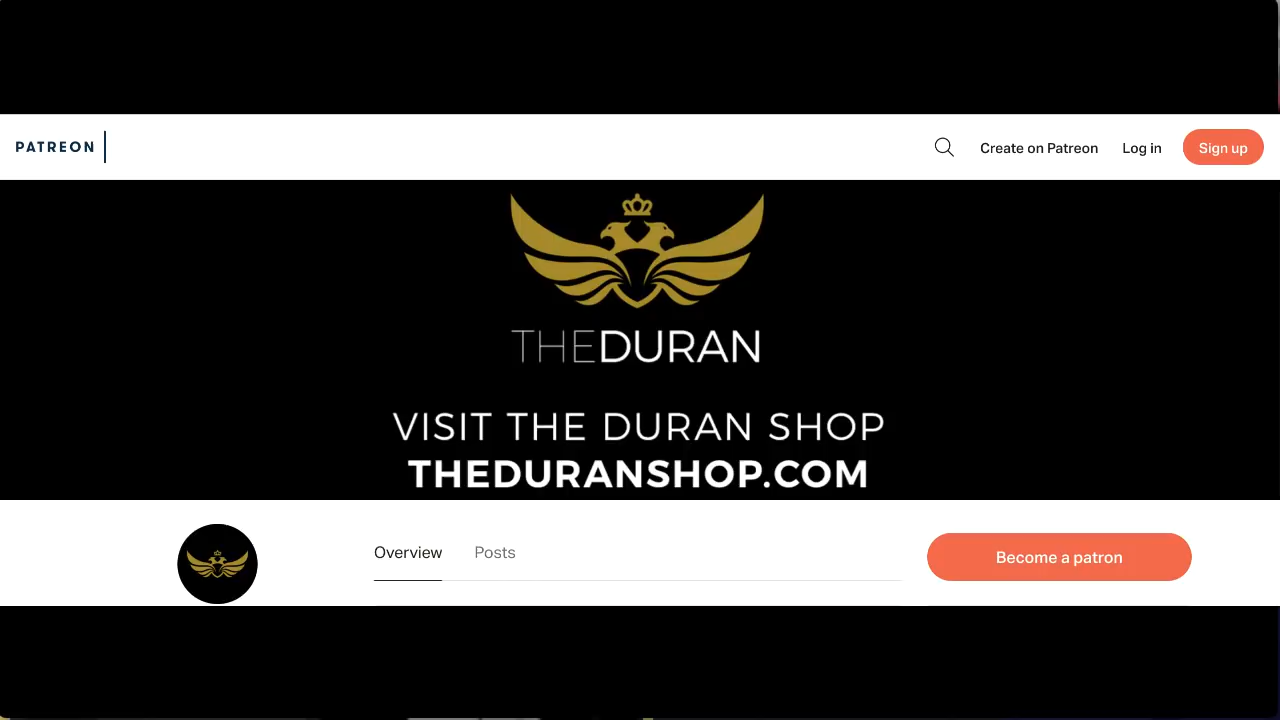 PATREON
Create on Patreon
Log in
Sign up
THEDURAN
VISIT THE DURAN SHOP
THEDURANSHOP.COM
Overview
Posts
Become a patron